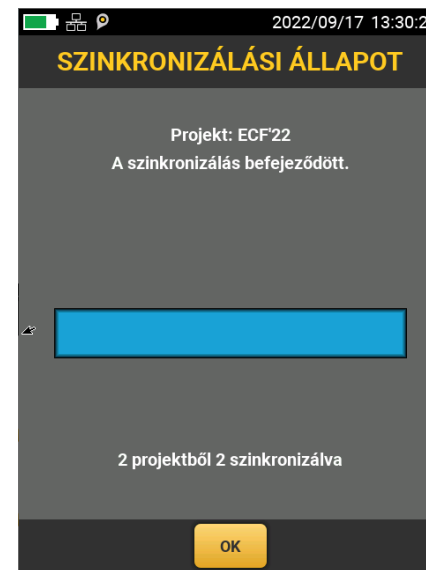 2022/09/17 13:30:2
SZINKRONIZÁLÁSI ÁLLAPOT
Projekt: ECF'22
A szinkronizálás befejeződött.
2 projektből 2 szinkronizálva
OK